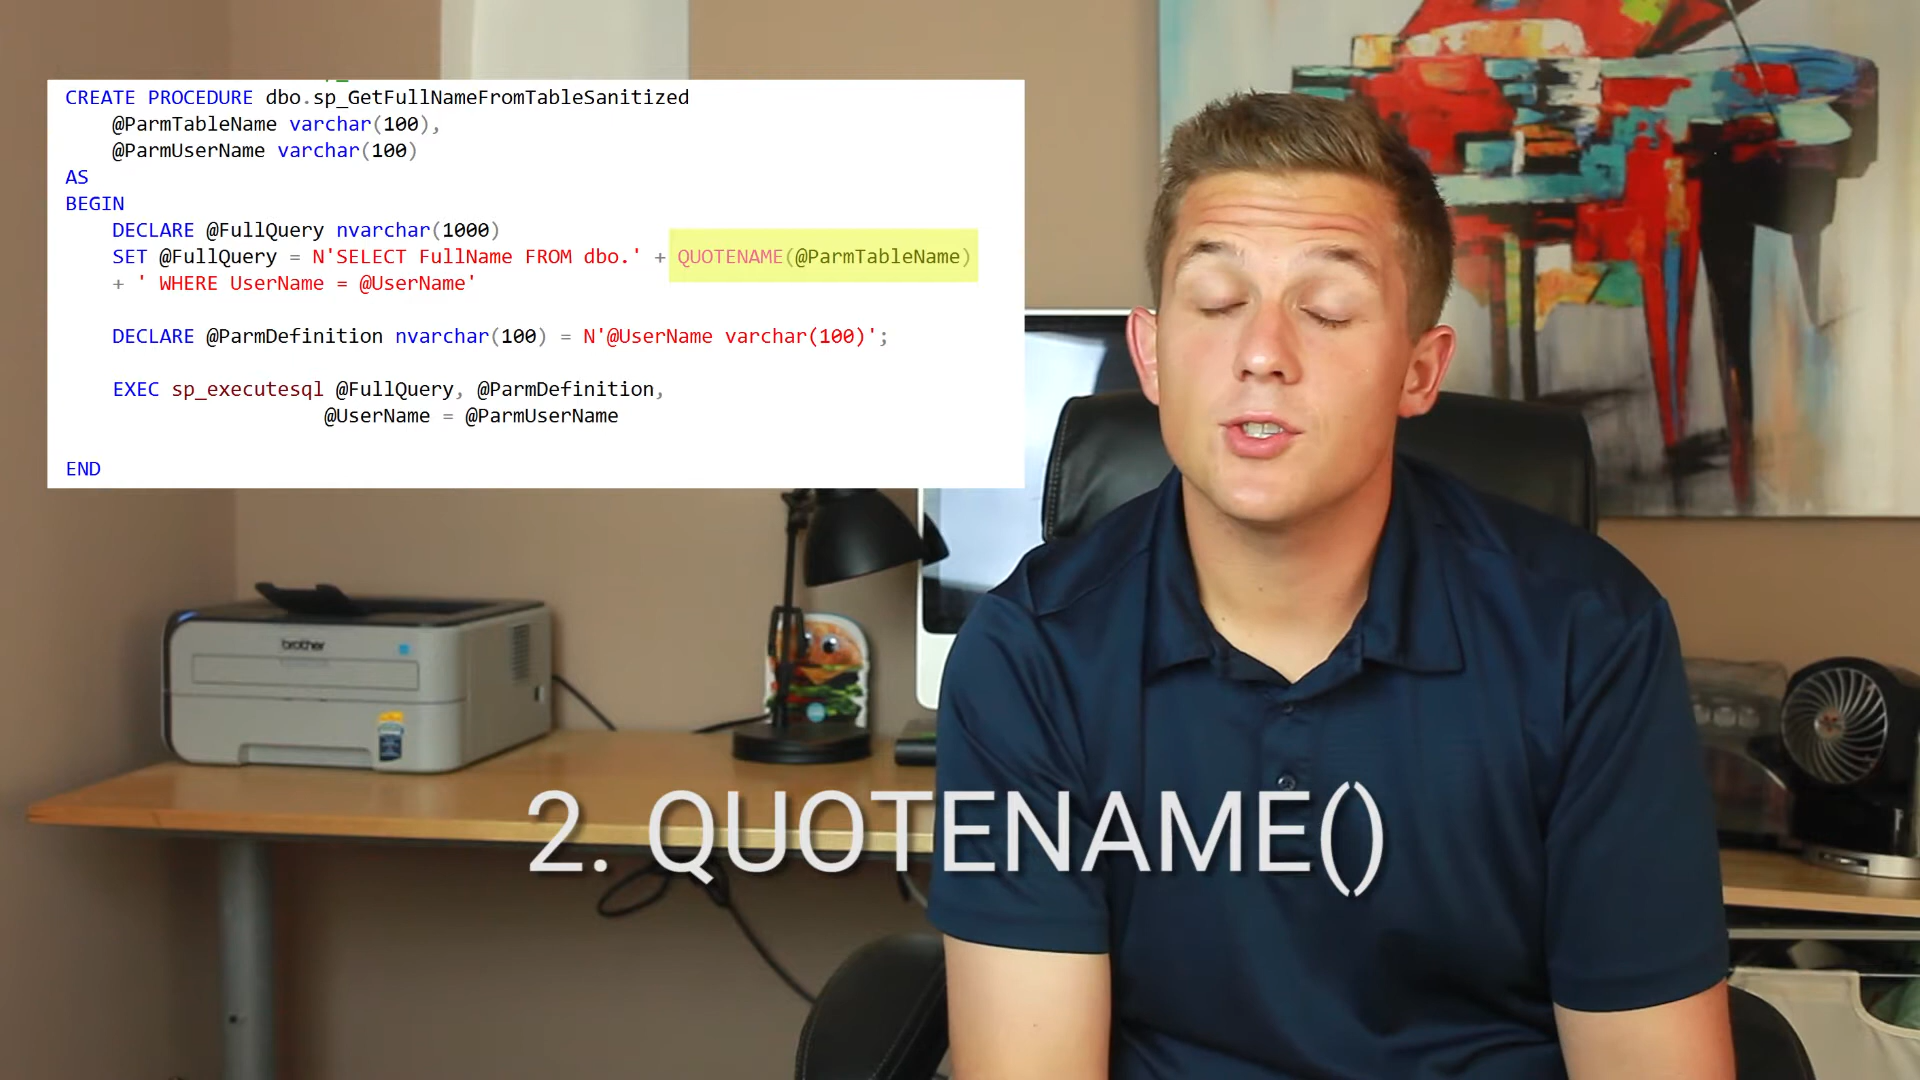 CREATE PROCEDURE dbo.sp_GetFullNameFromTableSanitized
@ParmTableName varchar(100),
@ParmUserName varchar(100)
AS
BEGIN
DECLARE @FullQuery nvarchar(1000)
SET @FullQuery = N'SELECT FullName FROM dbo.' + QUOTENAME(@ParmTableName)
+ ' WHERE UserName = @UserName'
DECLARE @ParmDefinition nvarchar(100) = N'@UserName varchar(100)';
EXEC sp_executesql @FullQuery, @ParmDefinition,
@UserName = @ParmUserName
END
brother
2. QUOTENAME()